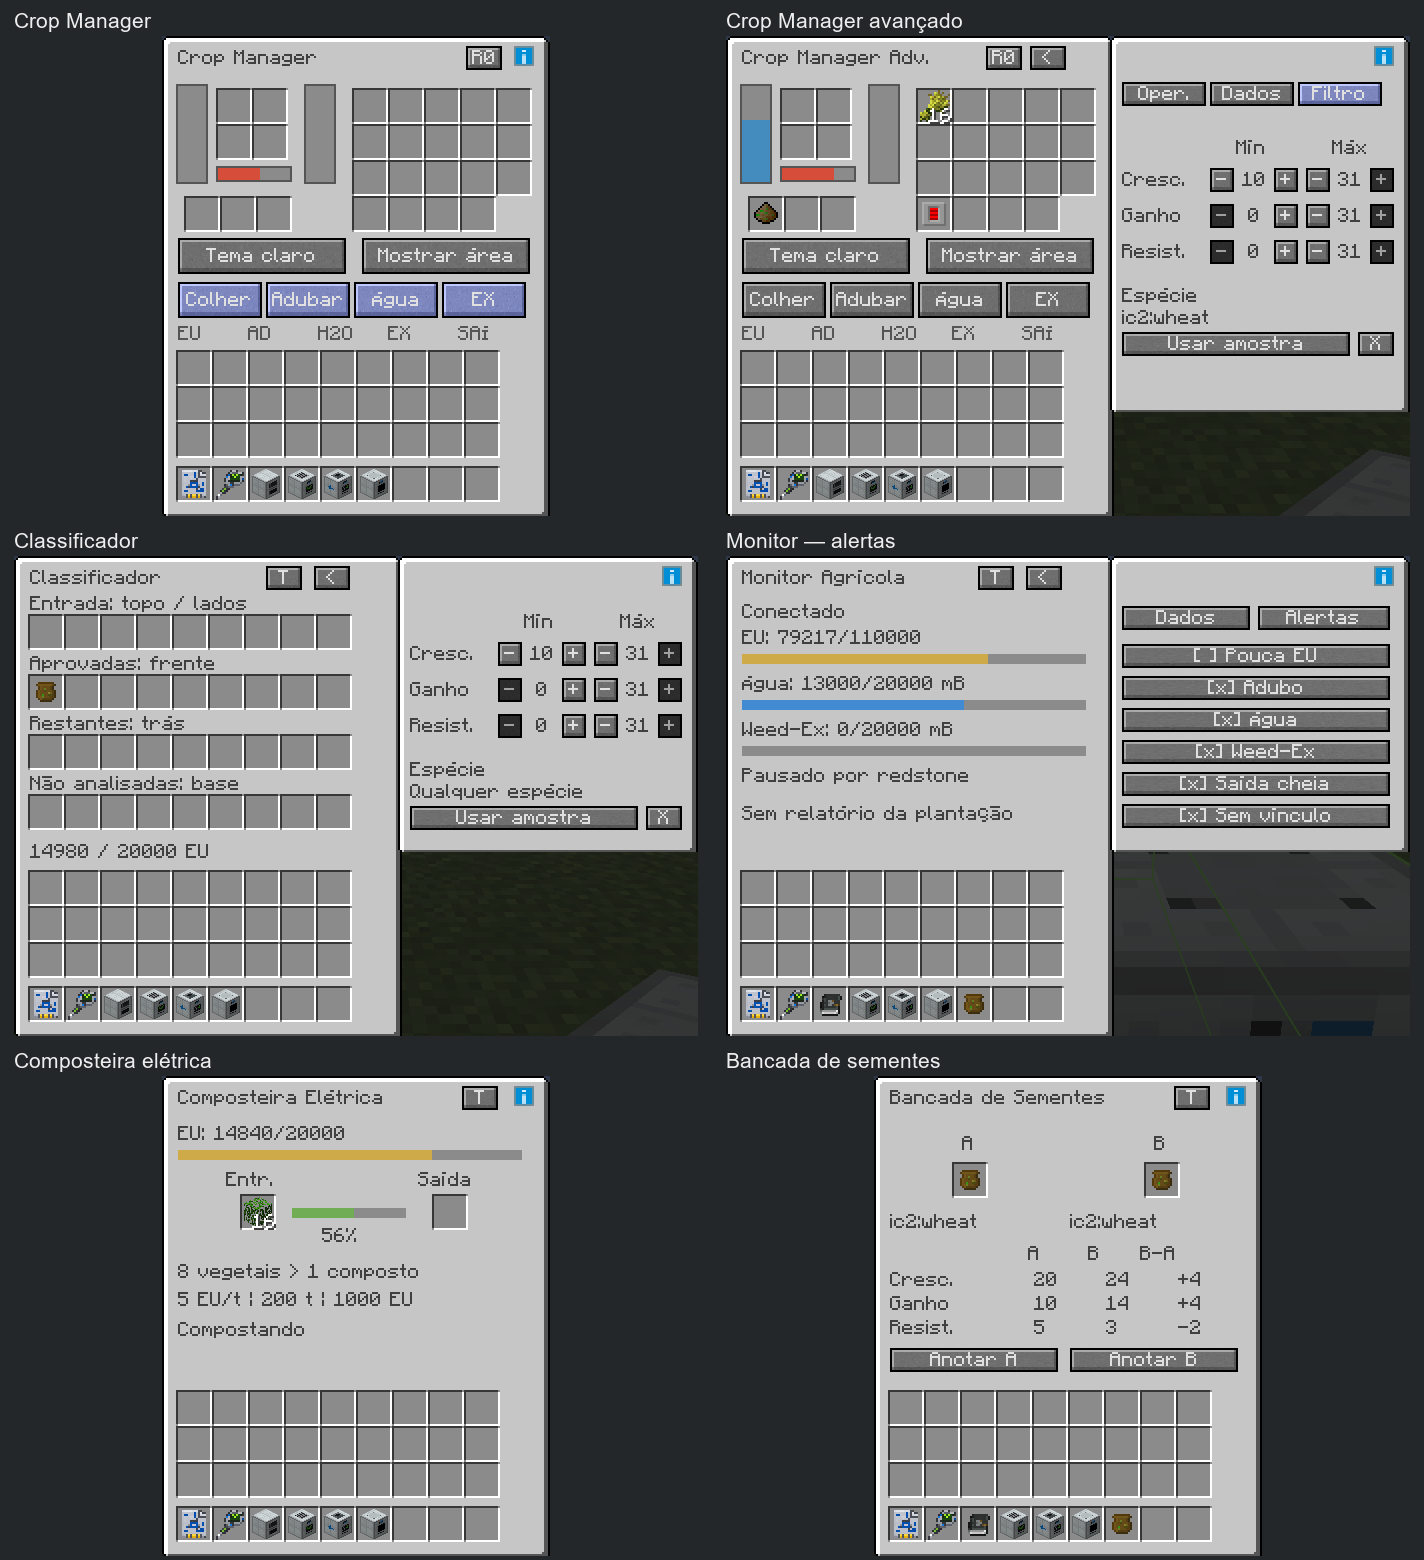 Crop Manager
Crop Manager R0 i
Tema claro Mostrar área
Colher Adubar Água EX
EU AD H2O EX SAí
Crop Manager avançado
Crop Manager Adv. R0 < i
16
Tema claro Mostrar área
Colher Adubar Água EX
EU AD H2O EX SAí
Oper. Dados Filtro
Min Máx
Cresc. - 10 + - 31 +
Ganho - 0 + - 31 +
Resist. - 0 + - 31 +
Espécie
ic2:wheat
Usar amostra X
Classificador
Classificador T < i
Entrada: topo / lados
Aprovadas: frente
Restantes: trás
Não analisadas: base
14980 / 20000 EU
Min Máx
Cresc. - 10 + - 31 +
Ganho - 0 + - 31 +
Resist. - 0 + - 31 +
Espécie
Qualquer espécie
Usar amostra X
Monitor — alertas
Monitor Agrícola T < i
Conectado
EU: 79217/110000
Água: 13000/20000 mB
Weed-Ex: 0/20000 mB
Pausado por redstone
Sem relatório da plantação
Dados Alertas
[ ] Pouca EU
[x] Adubo
[x] Água
[x] Weed-Ex
[x] Saída cheia
[x] Sem vínculo
Composteira elétrica
Composteira Elétrica T i
EU: 14840/20000
Entr. Saída
16
56%
8 vegetais > 1 composto
5 EU/t ¦ 200 t ¦ 1000 EU
Compostando
Bancada de sementes
Bancada de Sementes T i
A B
ic2:wheat ic2:wheat
A B B-A
Cresc. 20 24 +4
Ganho 10 14 +4
Resist. 5 3 -2
Anotar A Anotar B